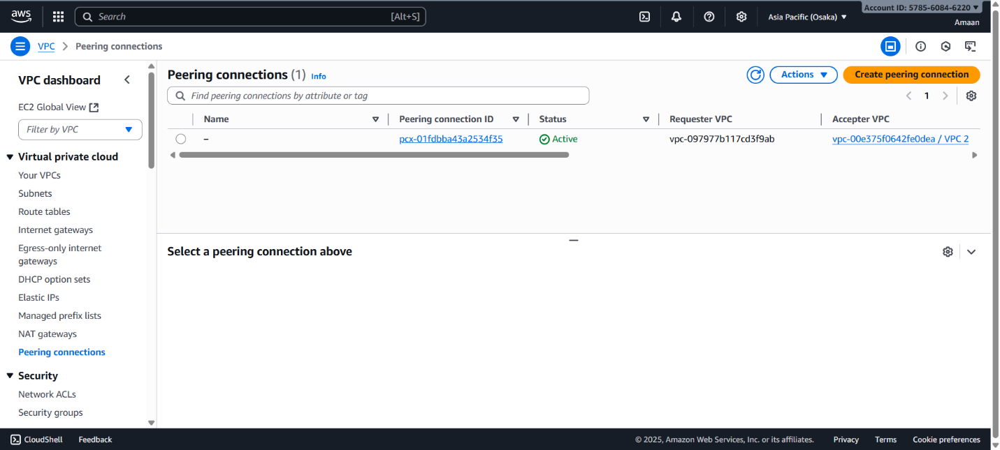 aws
Search [Alt+S]
Asia Pacific (Osaka)
Account ID: 5785-6084-6220
Amaan
VPC
Peering connections
VPC dashboard
EC2 Global View
Filter by VPC
Virtual private cloud
Your VPCs
Subnets
Route tables
Internet gateways
Egress-only internet
gateways
DHCP option sets
Elastic IPs
Managed prefix lists
NAT gateways
Peering connections
Security
Network ACLs
Security groups
Peering connections (1) Info
Actions
Create peering connection
Find peering connections by attribute or tag
1
Name Peering connection ID Status Requester VPC Accepter VPC
– pcx-01fdbba43a2534f35 Active vpc-097977b117cd3f9ab vpc-00e375f0642fe0dea / VPC 2
Select a peering connection above
CloudShell Feedback © 2025, Amazon Web Services, Inc. or its affiliates. Privacy Terms Cookie preferences